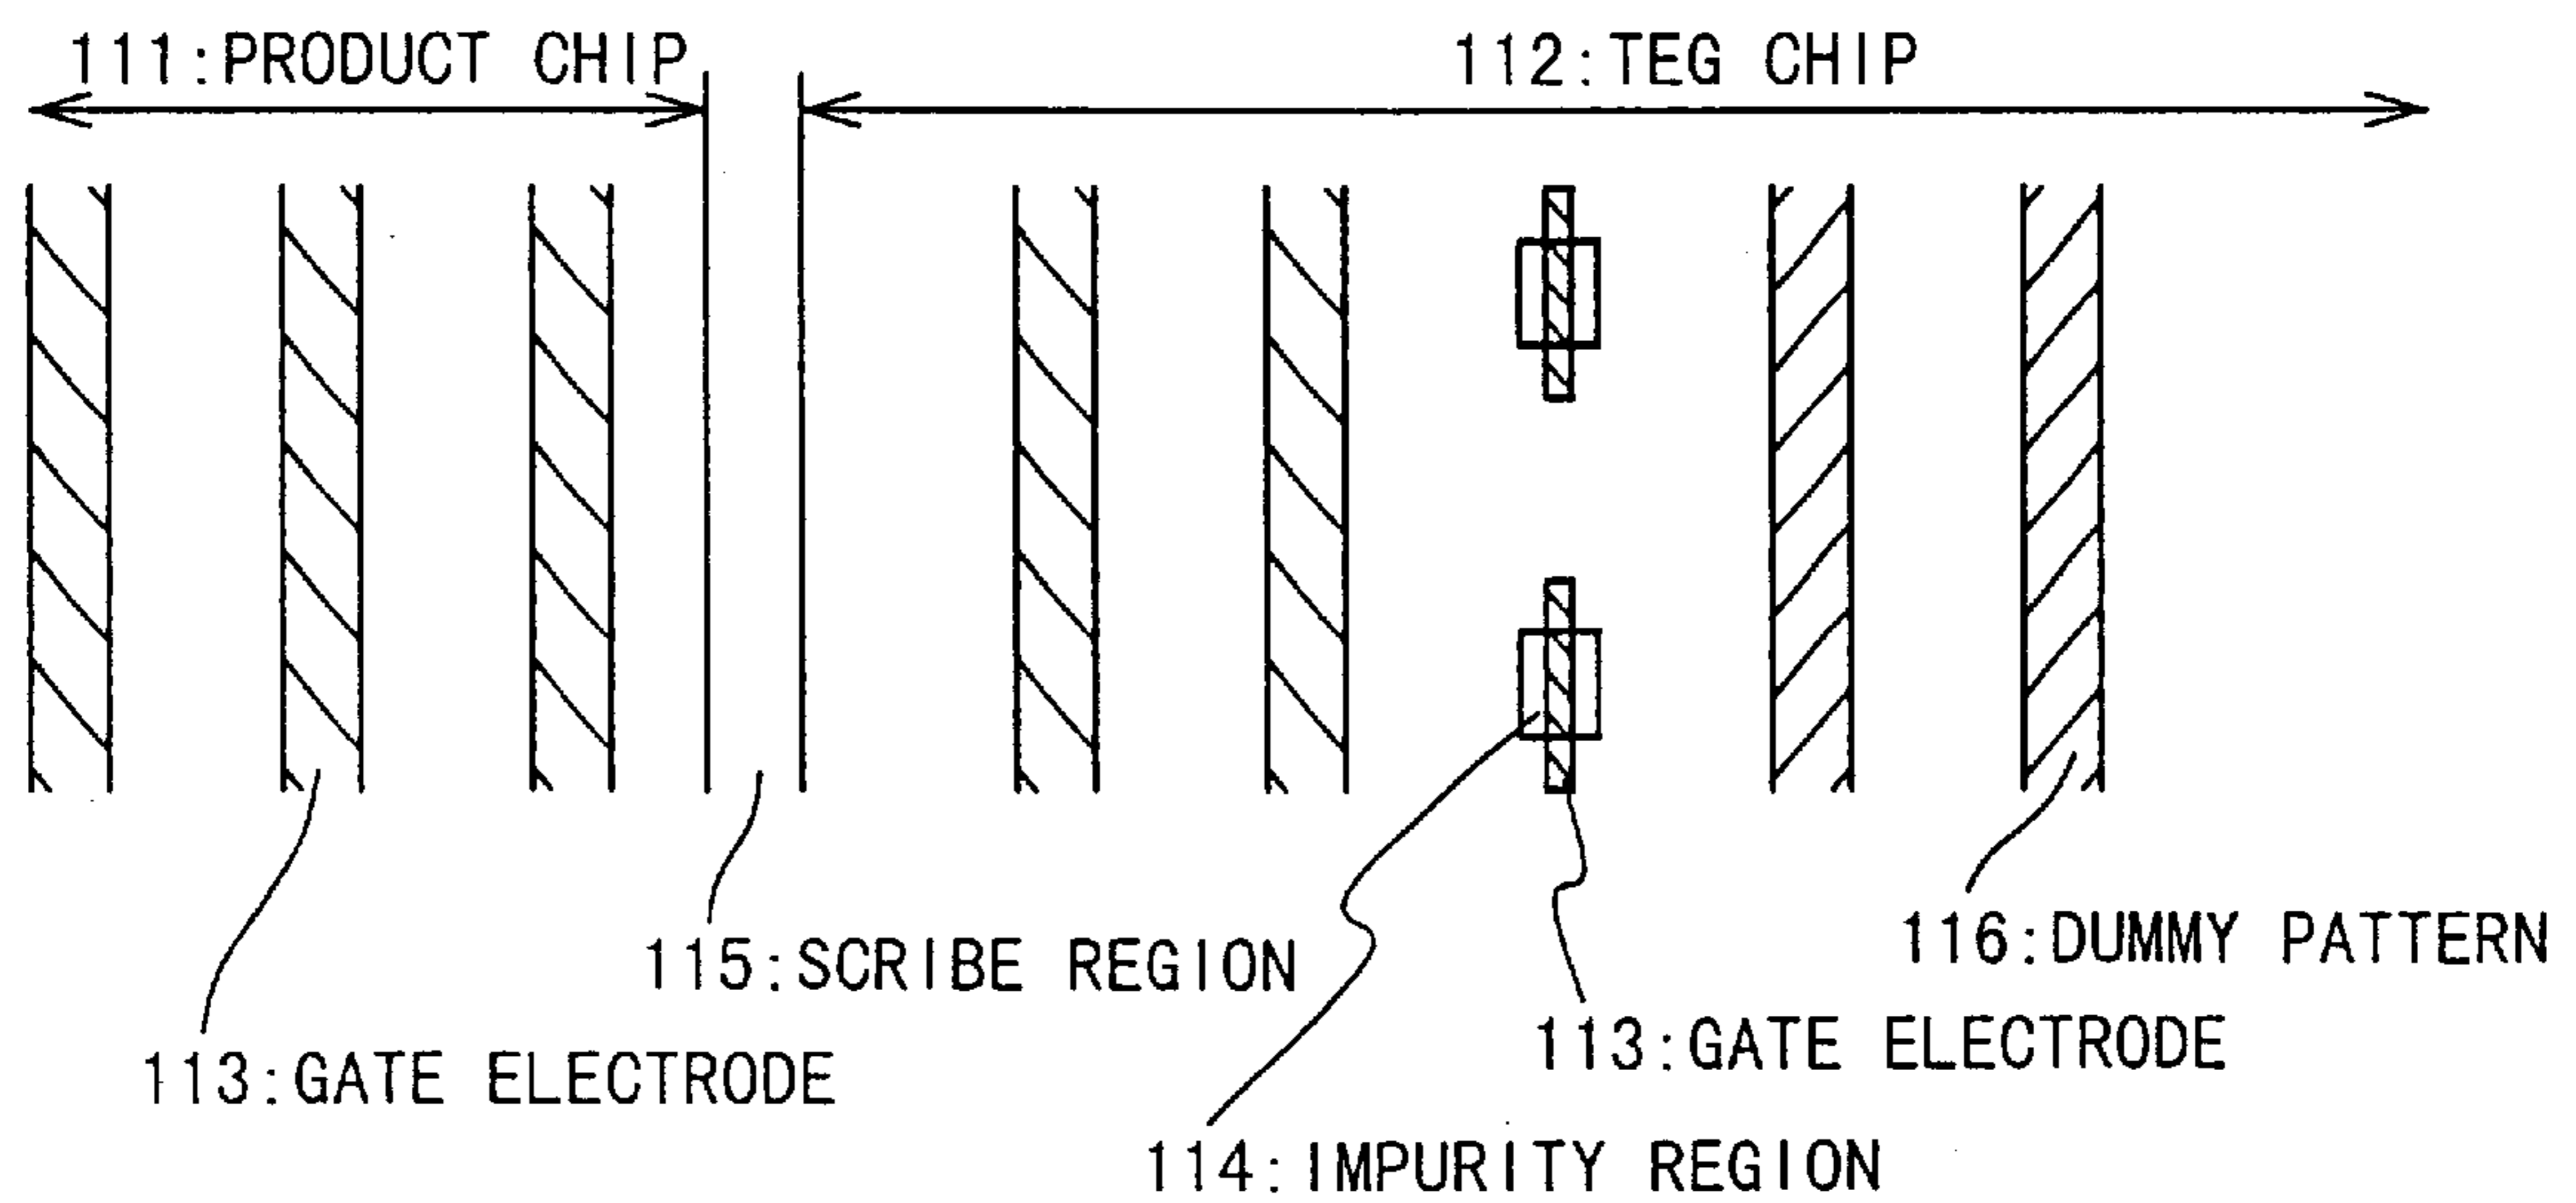 111:PRODUCT CHIP
112:TEG CHIP
116:DUMMY PATTERN
115:SCRIBE REGION
113:GATE ELECTRODE
113:GATE ELECTRODE
114:IMPURITY REGION